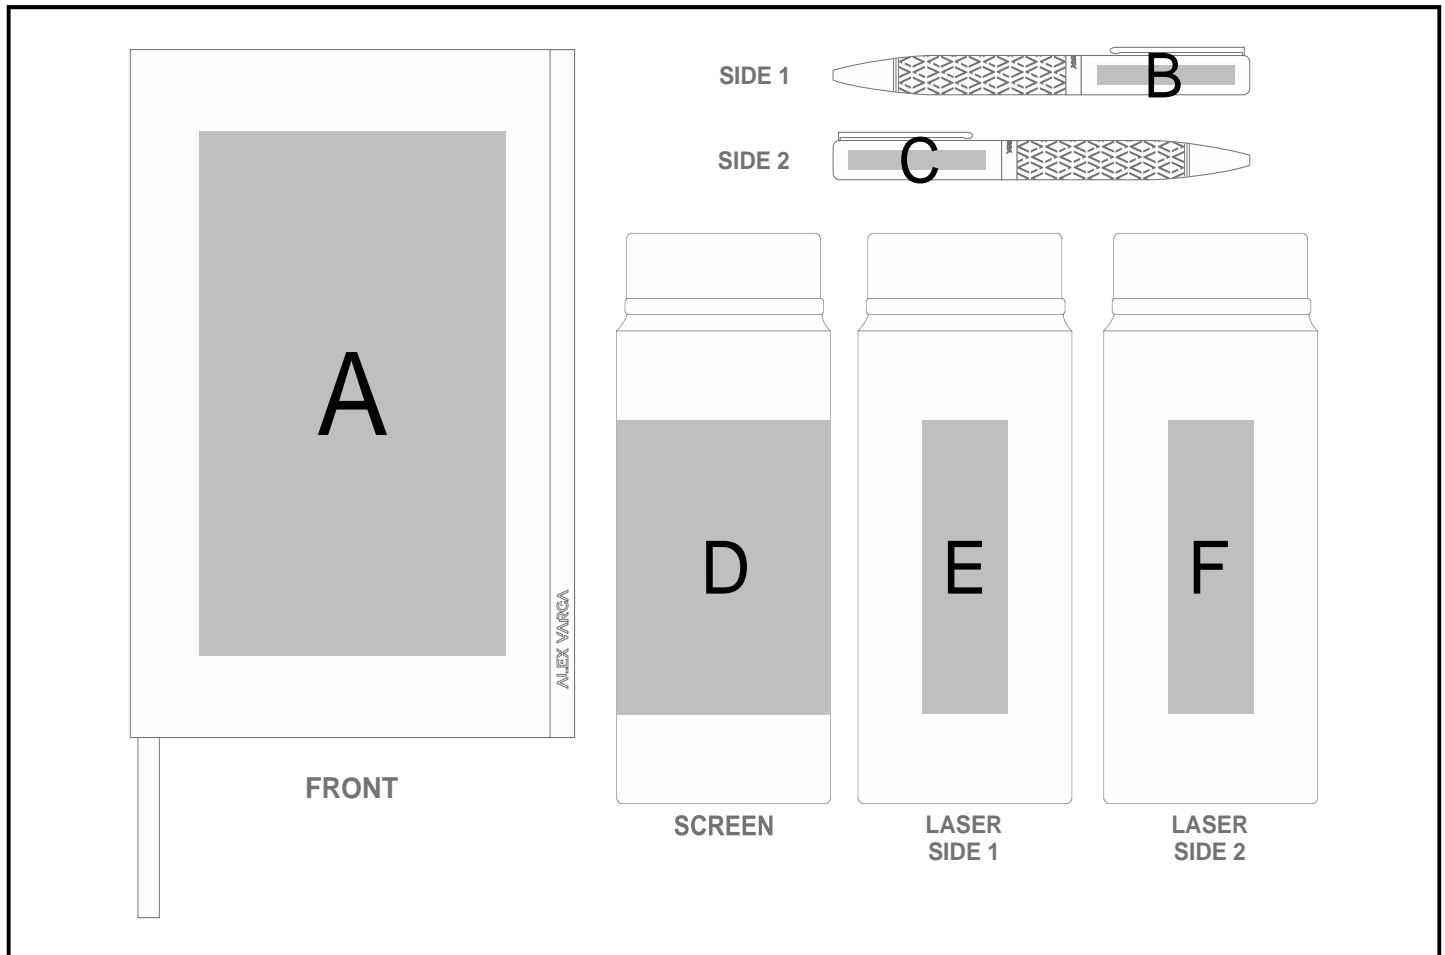 SIDE 1
B
SIDE 2
C
A
ALEX VARGA
FRONT
D
E
F
SCREEN
LASER
SIDE 1
LASER
SIDE 2